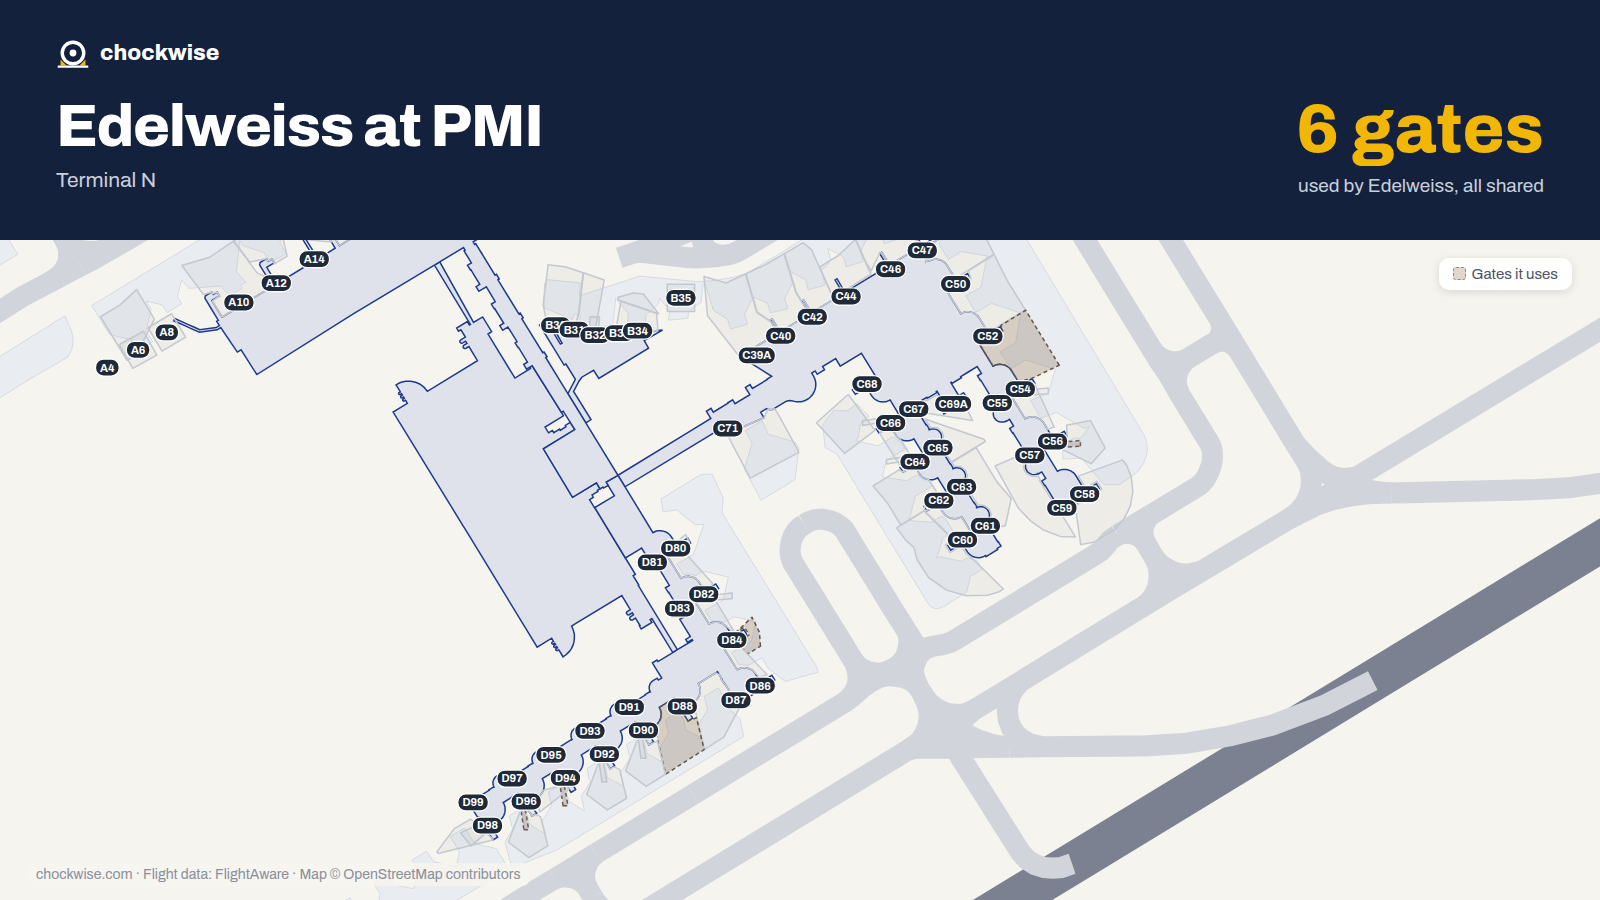 chockwise
Edelweiss at PMI
Terminal N
6 gates
used by Edelweiss, all shared
Gates it uses
A14
A12
A10
A8
A6
A4
B35
B31
B32
B34
C47
C46
C50
C44
C42
C40
C39A
C52
C54
C55
C68
C67
C69A
C66
C71
C65
C64
C56
C57
C63
C62
C58
C59
C61
C60
D80
D81
D82
D83
D84
D86
D87
D88
D91
D90
D93
D92
D95
D94
D97
D96
D99
D98
chockwise.com · Flight data: FlightAware · Map © OpenStreetMap contributors